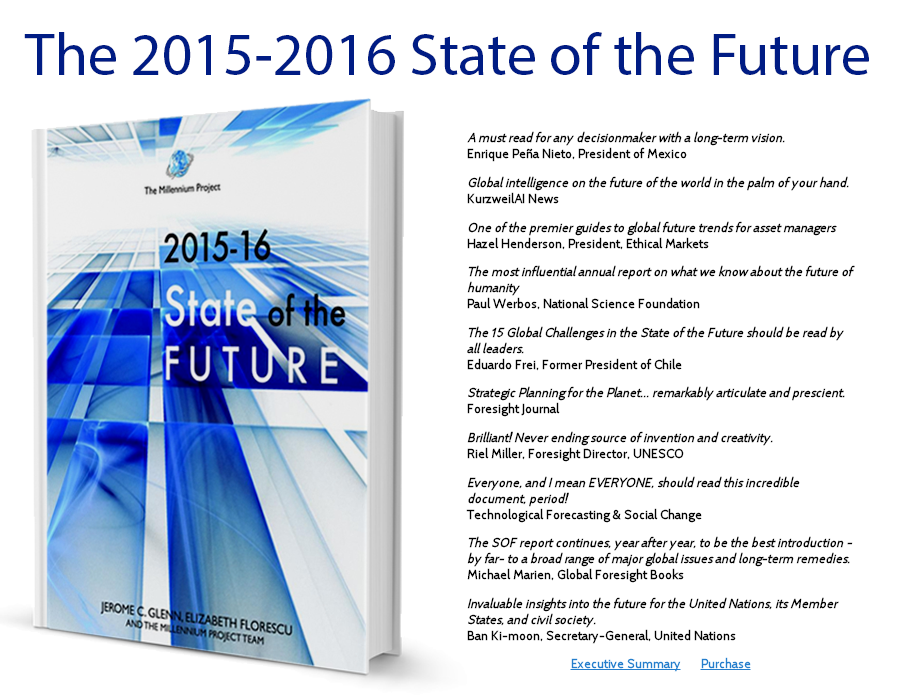 The 2015-2016 State of the Future
The Millennium Project
2015-16
State of the
FUTURE
JEROME C. GLENN, ELIZABETH FLORESCU
AND THE MILLENNIUM PROJECT TEAM
A must read for any decisionmaker with a long-term vision.
Enrique Peña Nieto, President of Mexico
Global intelligence on the future of the world in the palm of your hand.
KurzweilAI News
One of the premier guides to global future trends for asset managers
Hazel Henderson, President, Ethical Markets
The most influential annual report on what we know about the future of
humanity
Paul Werbos, National Science Foundation
The 15 Global Challenges in the State of the Future should be read by
all leaders.
Eduardo Frei, Former President of Chile
Strategic Planning for the Planet... remarkably articulate and prescient.
Foresight Journal
Brilliant! Never ending source of invention and creativity.
Riel Miller, Foresight Director, UNESCO
Everyone, and I mean EVERYONE, should read this incredible
document, period!
Technological Forecasting & Social Change
The SOF report continues, year after year, to be the best introduction -
by far- to a broad range of major global issues and long-term remedies.
Michael Marien, Global Foresight Books
Invaluable insights into the future for the United Nations, its Member
States, and civil society.
Ban Ki-moon, Secretary-General, United Nations
Executive Summary Purchase